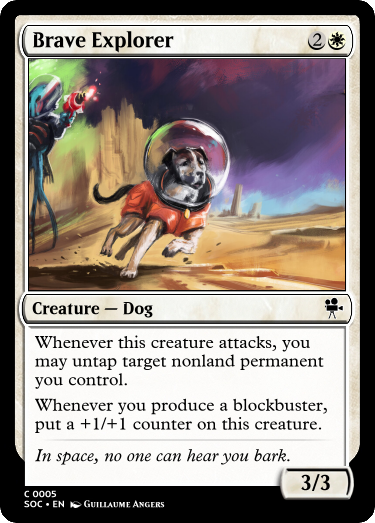 Brave Explorer
2
Creature — Dog
Whenever this creature attacks, you
may untap target nonland permanent
you control.
Whenever you produce a blockbuster,
put a +1/+1 counter on this creature.
In space, no one can hear you bark.
3/3
C 0005
SOC • EN Guillaume Angers